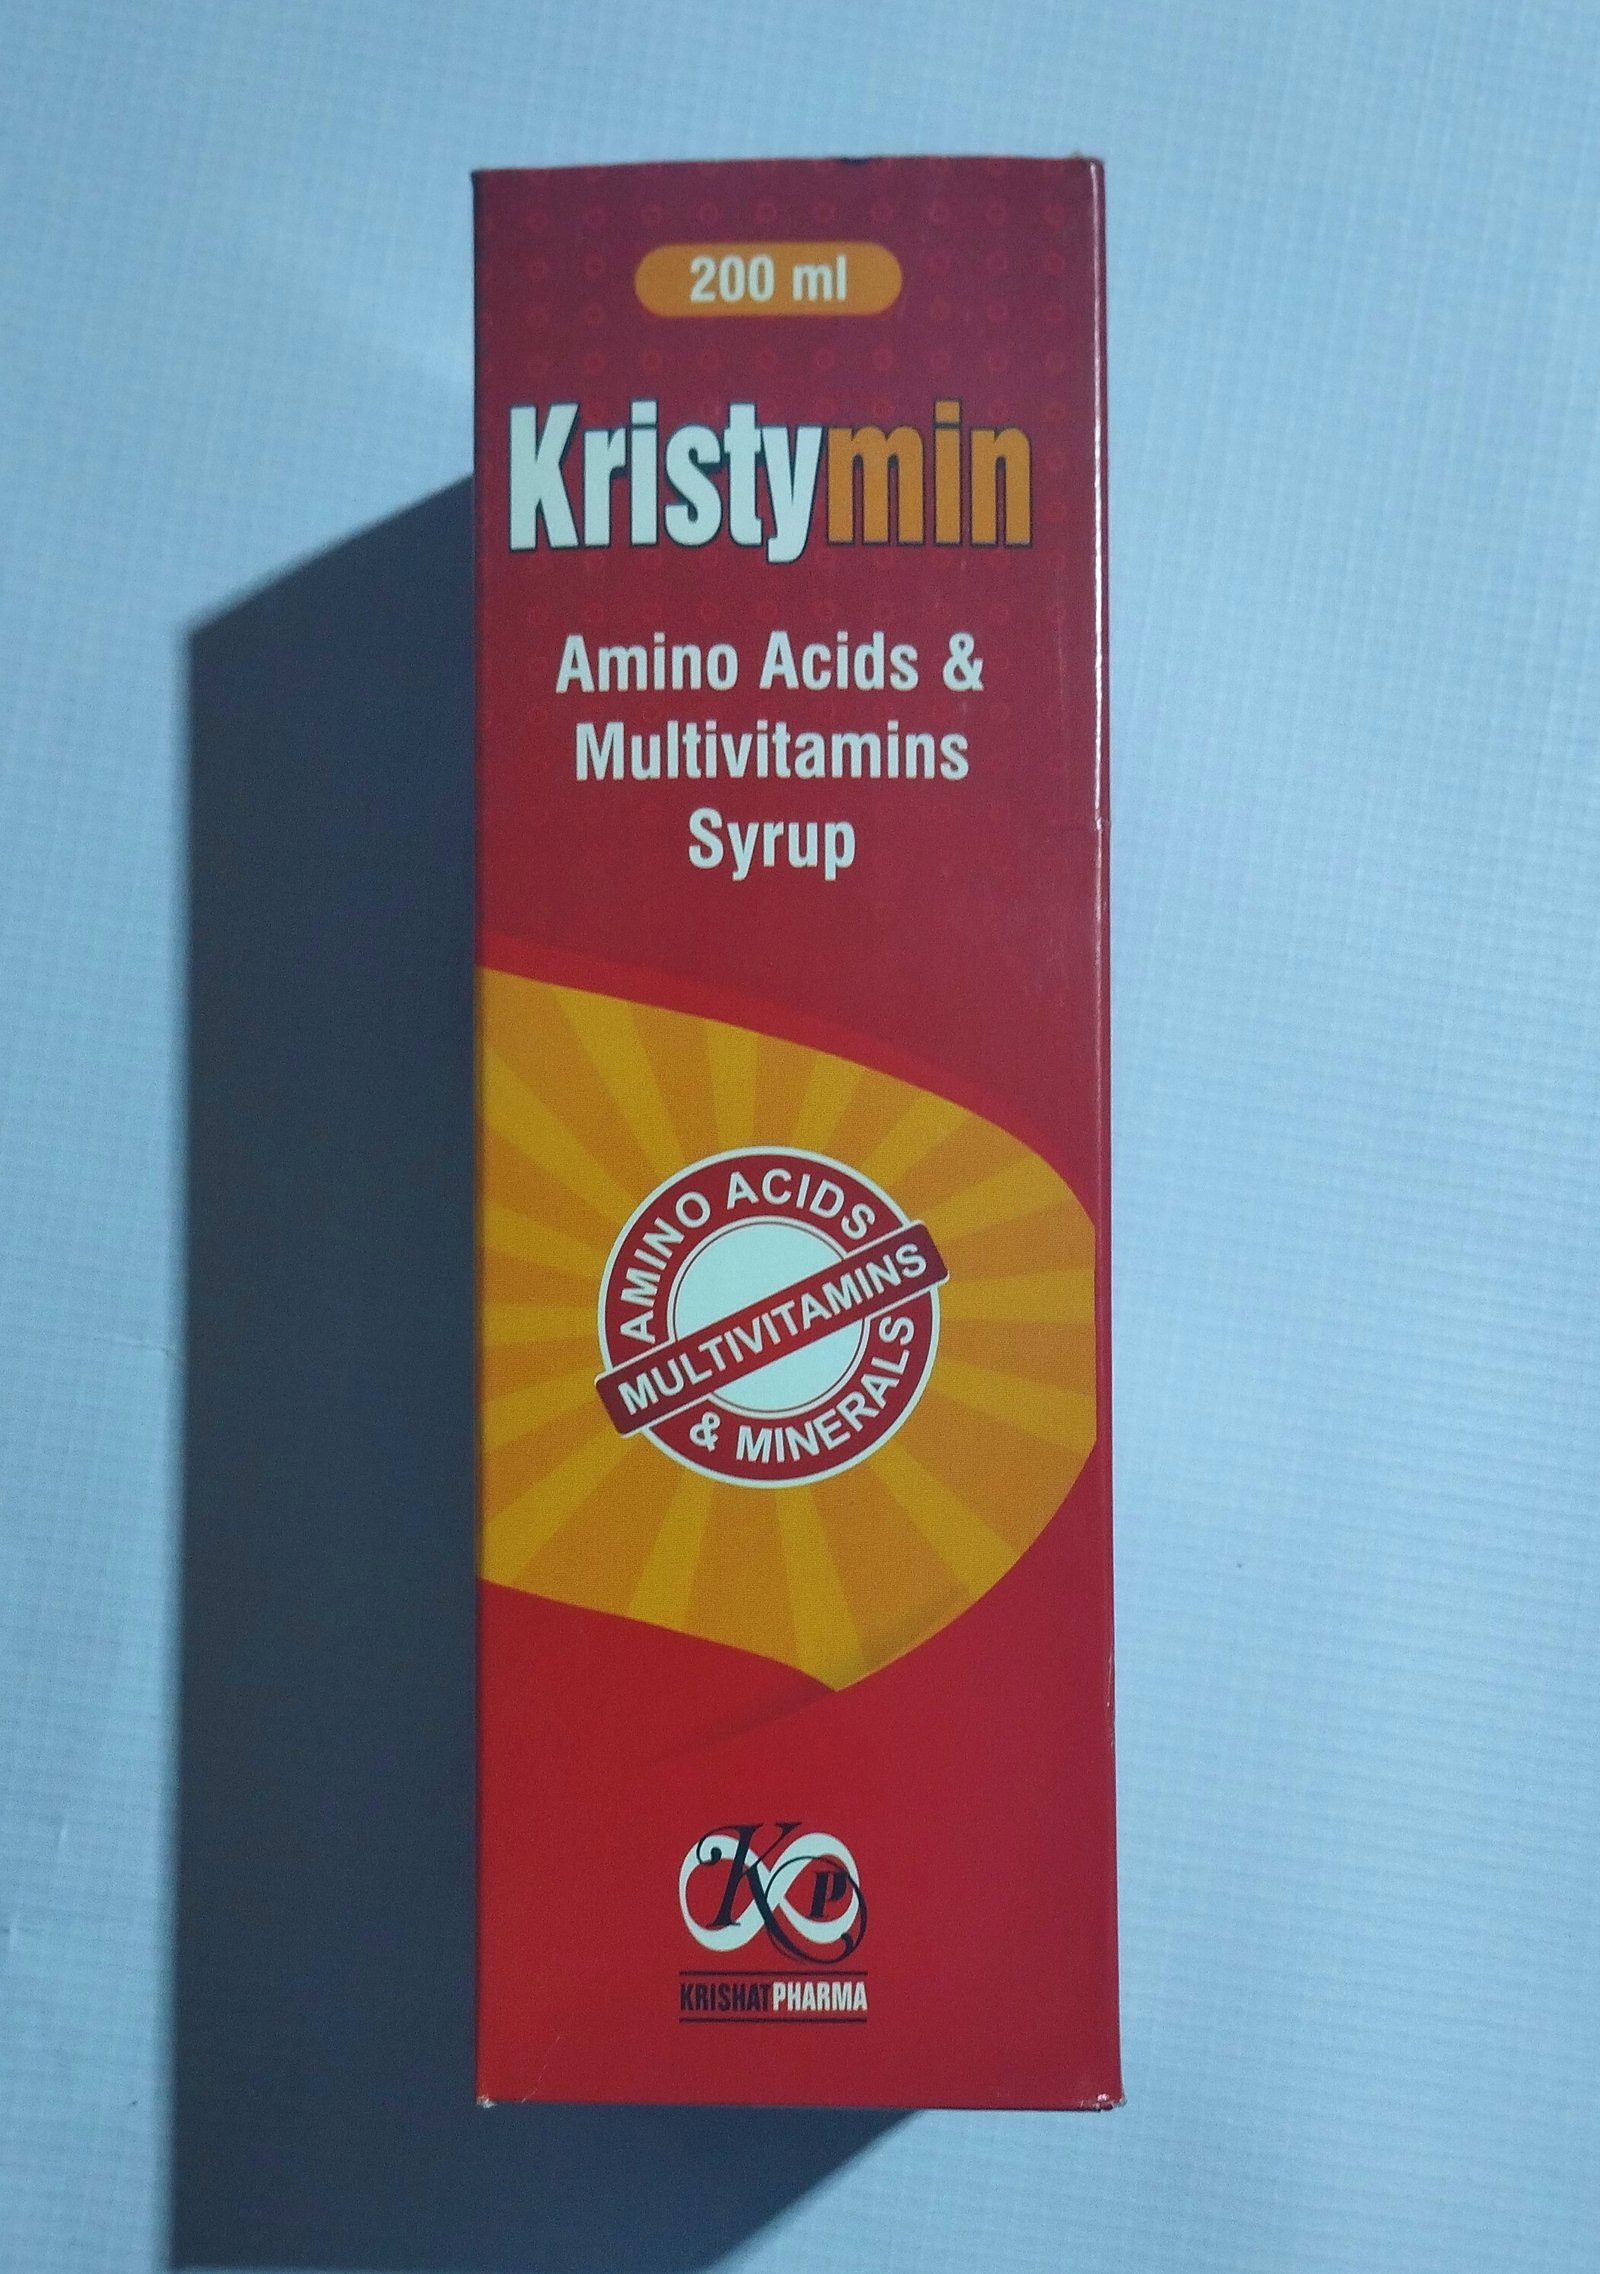 200 ml
Kristymin
Amino Acids &
Multivitamins
Syrup
AMINO ACIDS
MULTIVITAMINS
& MINERALS
KP
KRISHATPHARMA